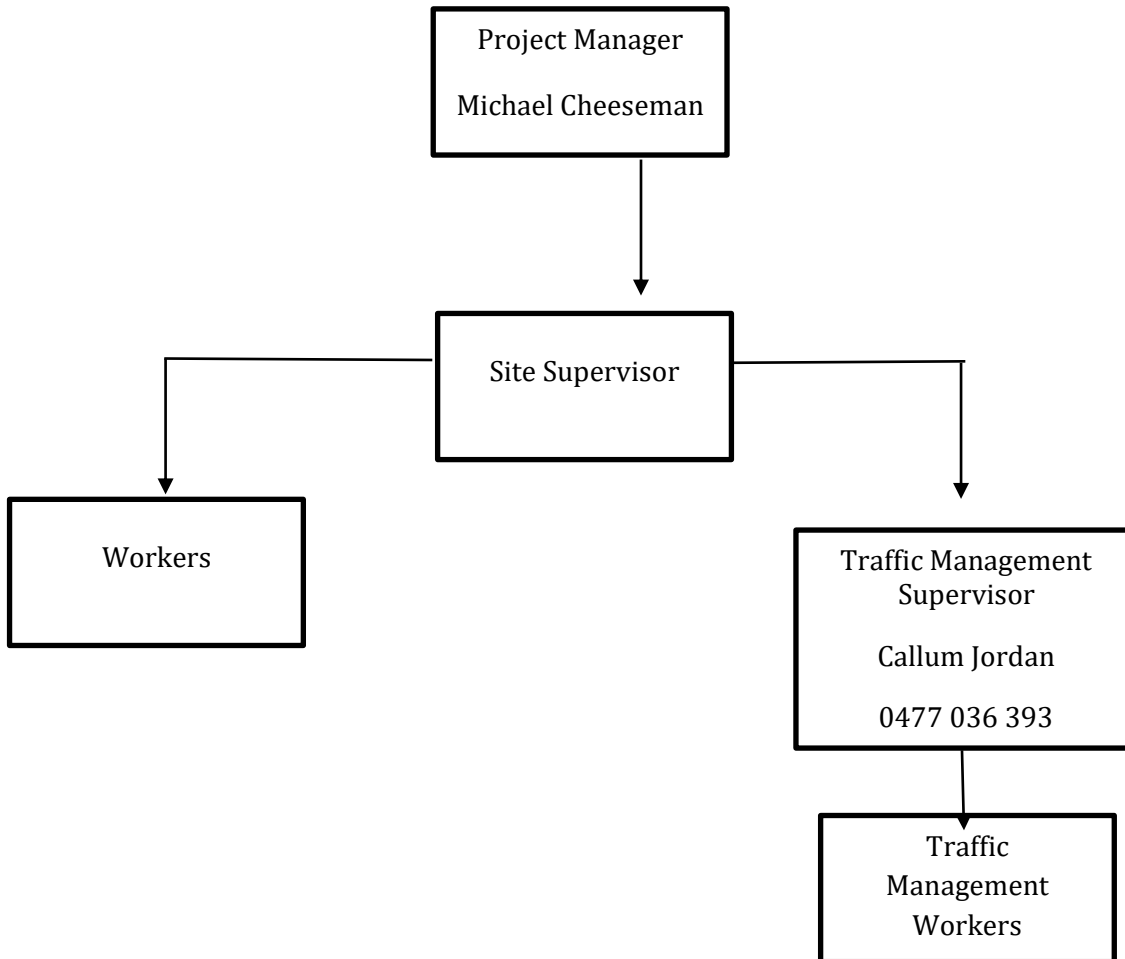 Project Manager
Michael Cheeseman
Site Supervisor
Workers
Traffic Management
Supervisor
Callum Jordan
0477 036 393
Traffic
Management
Workers